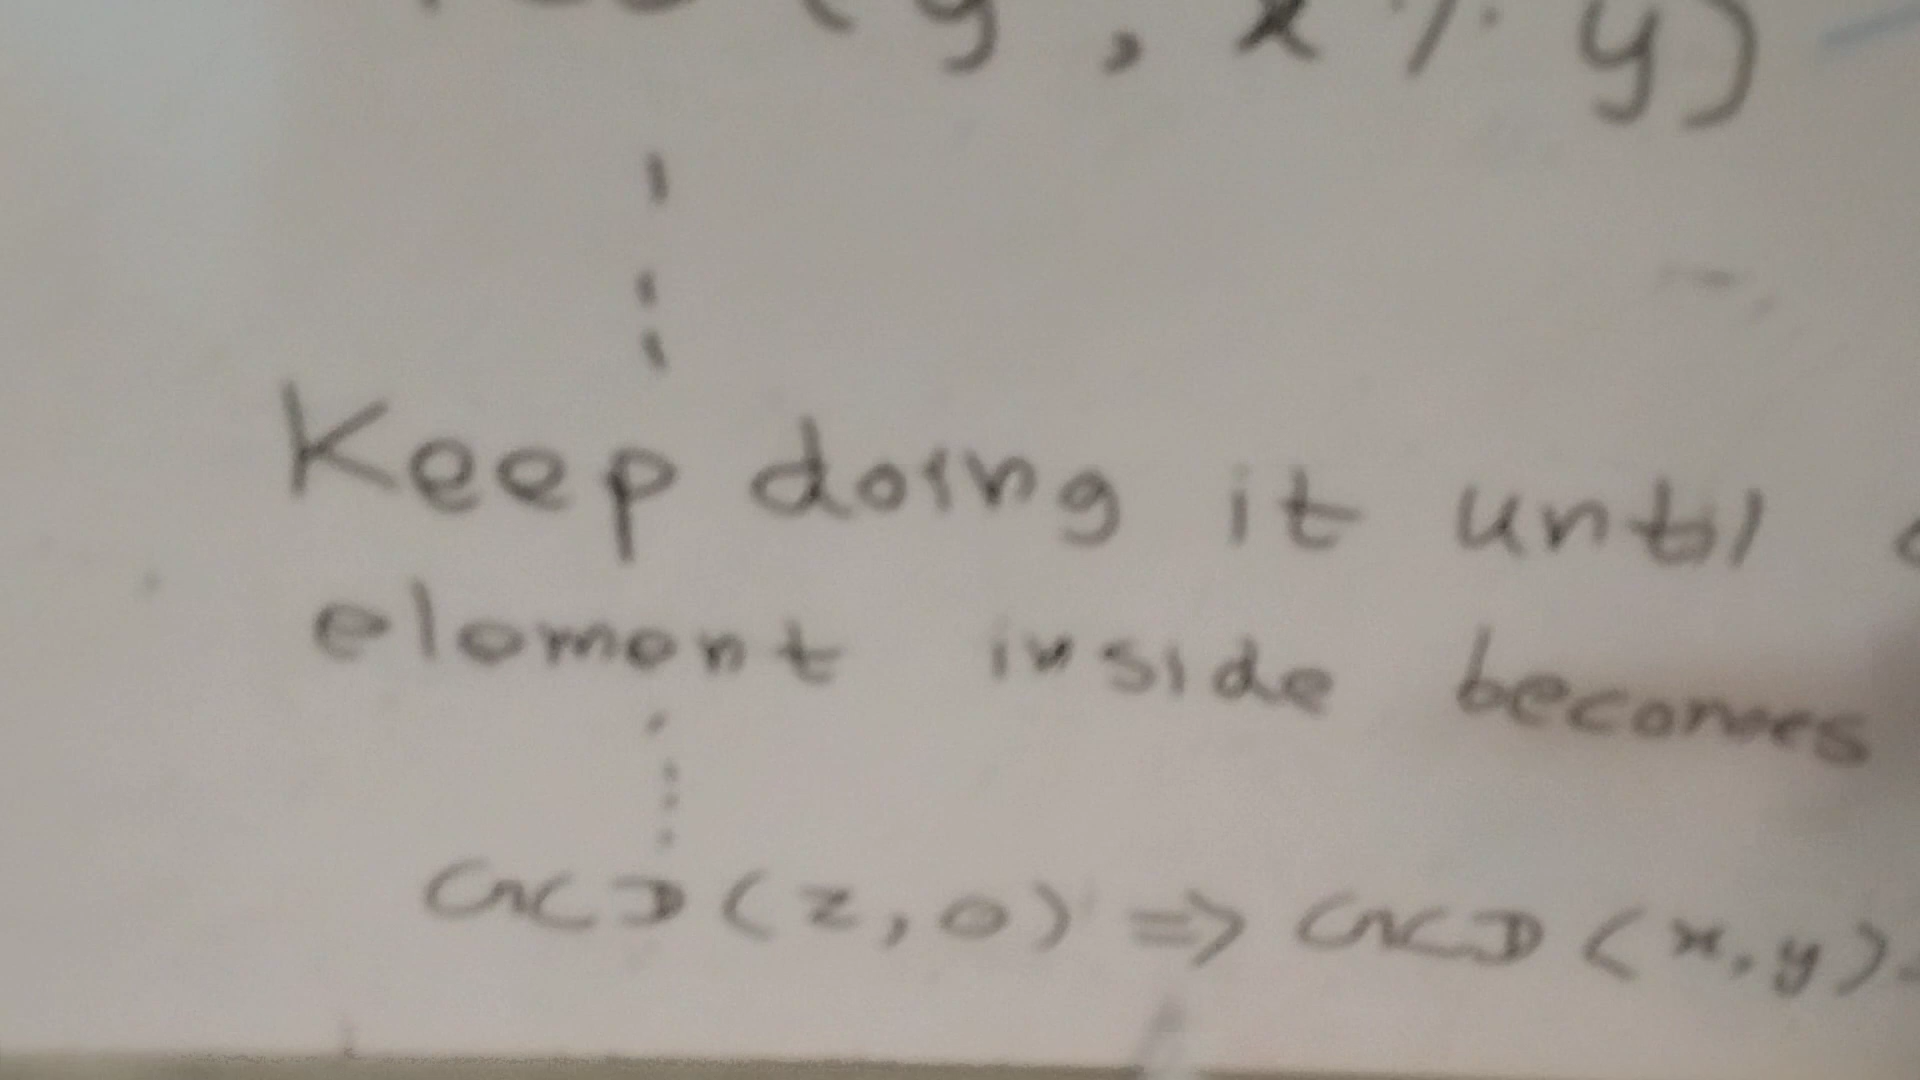 (y, x % y)
Keep doing it until
element inside becomes
GCD(z,0) => GCD(x,y)